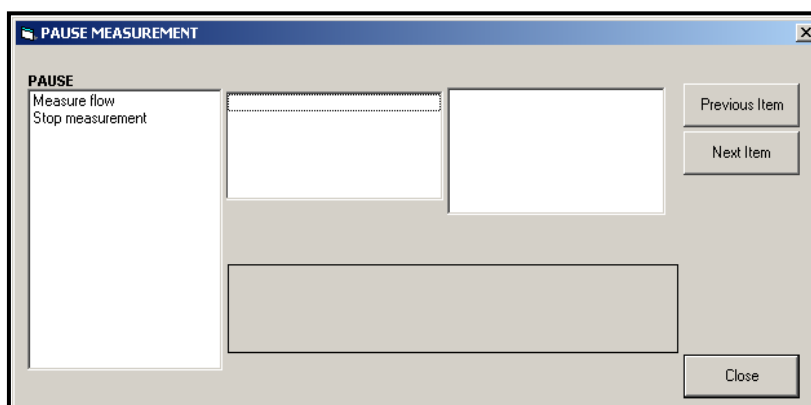 PAUSE MEASUREMENT
PAUSE
Measure flow
Stop measurement
Previous Item
Next Item
Close